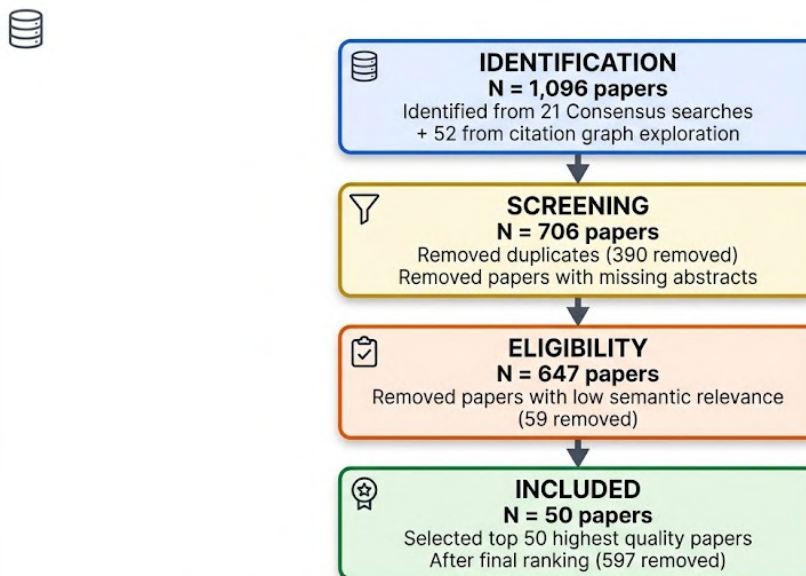 IDENTIFICATION
N = 1,096 papers
Identified from 21 Consensus searches
+ 52 from citation graph exploration
SCREENING
N = 706 papers
Removed duplicates (390 removed)
Removed papers with missing abstracts
ELIGIBILITY
N = 647 papers
Removed papers with low semantic relevance
(59 removed)
INCLUDED
N = 50 papers
Selected top 50 highest quality papers
After final ranking (597 removed)